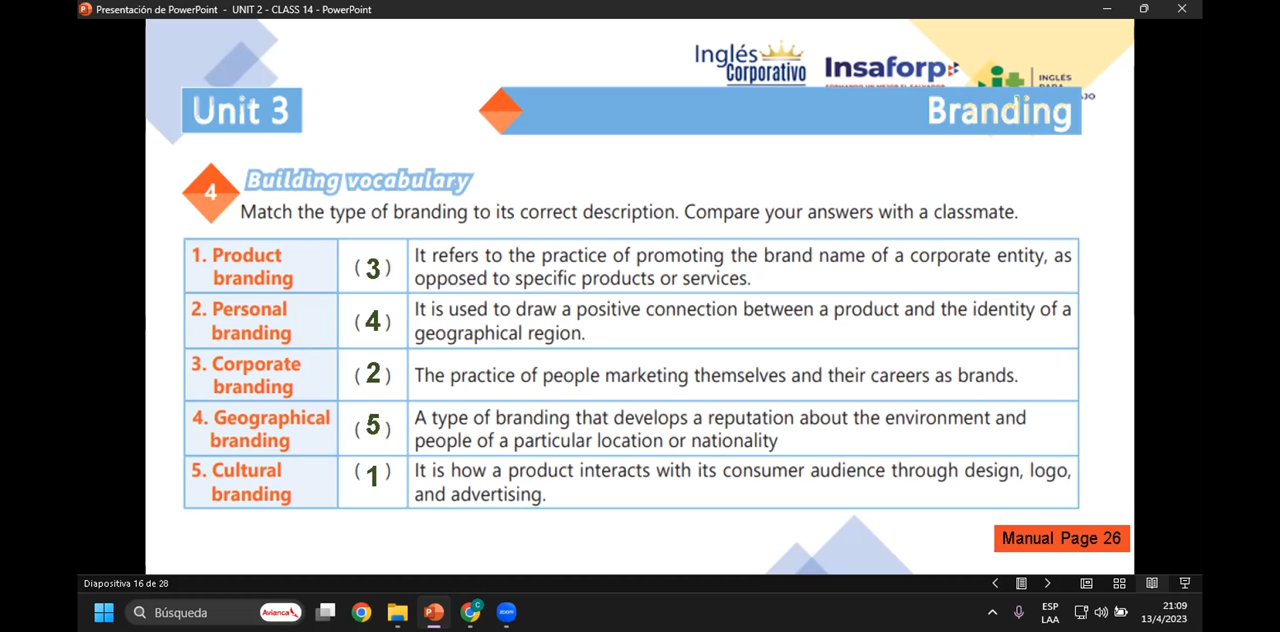 Presentación de PowerPoint - UNIT 2 - CLASS 14 - PowerPoint
Inglés
Corporativo
Insaforp
INGLÉS
Unit 3
Branding
4
Building vocabulary
Match the type of branding to its correct description. Compare your answers with a classmate.
1. Product
branding
( 3 )
It refers to the practice of promoting the brand name of a corporate entity, as
opposed to specific products or services.
2. Personal
branding
( 4 )
It is used to draw a positive connection between a product and the identity of a
geographical region.
3. Corporate
branding
( 2 )
The practice of people marketing themselves and their careers as brands.
4. Geographical
branding
( 5 )
A type of branding that develops a reputation about the environment and
people of a particular location or nationality
5. Cultural
branding
( 1 )
It is how a product interacts with its consumer audience through design, logo,
and advertising.
Manual Page 26
Diapositiva 16 de 28
Búsqueda
Avianca
zoom
ESP
LAA
21:09
13/4/2023